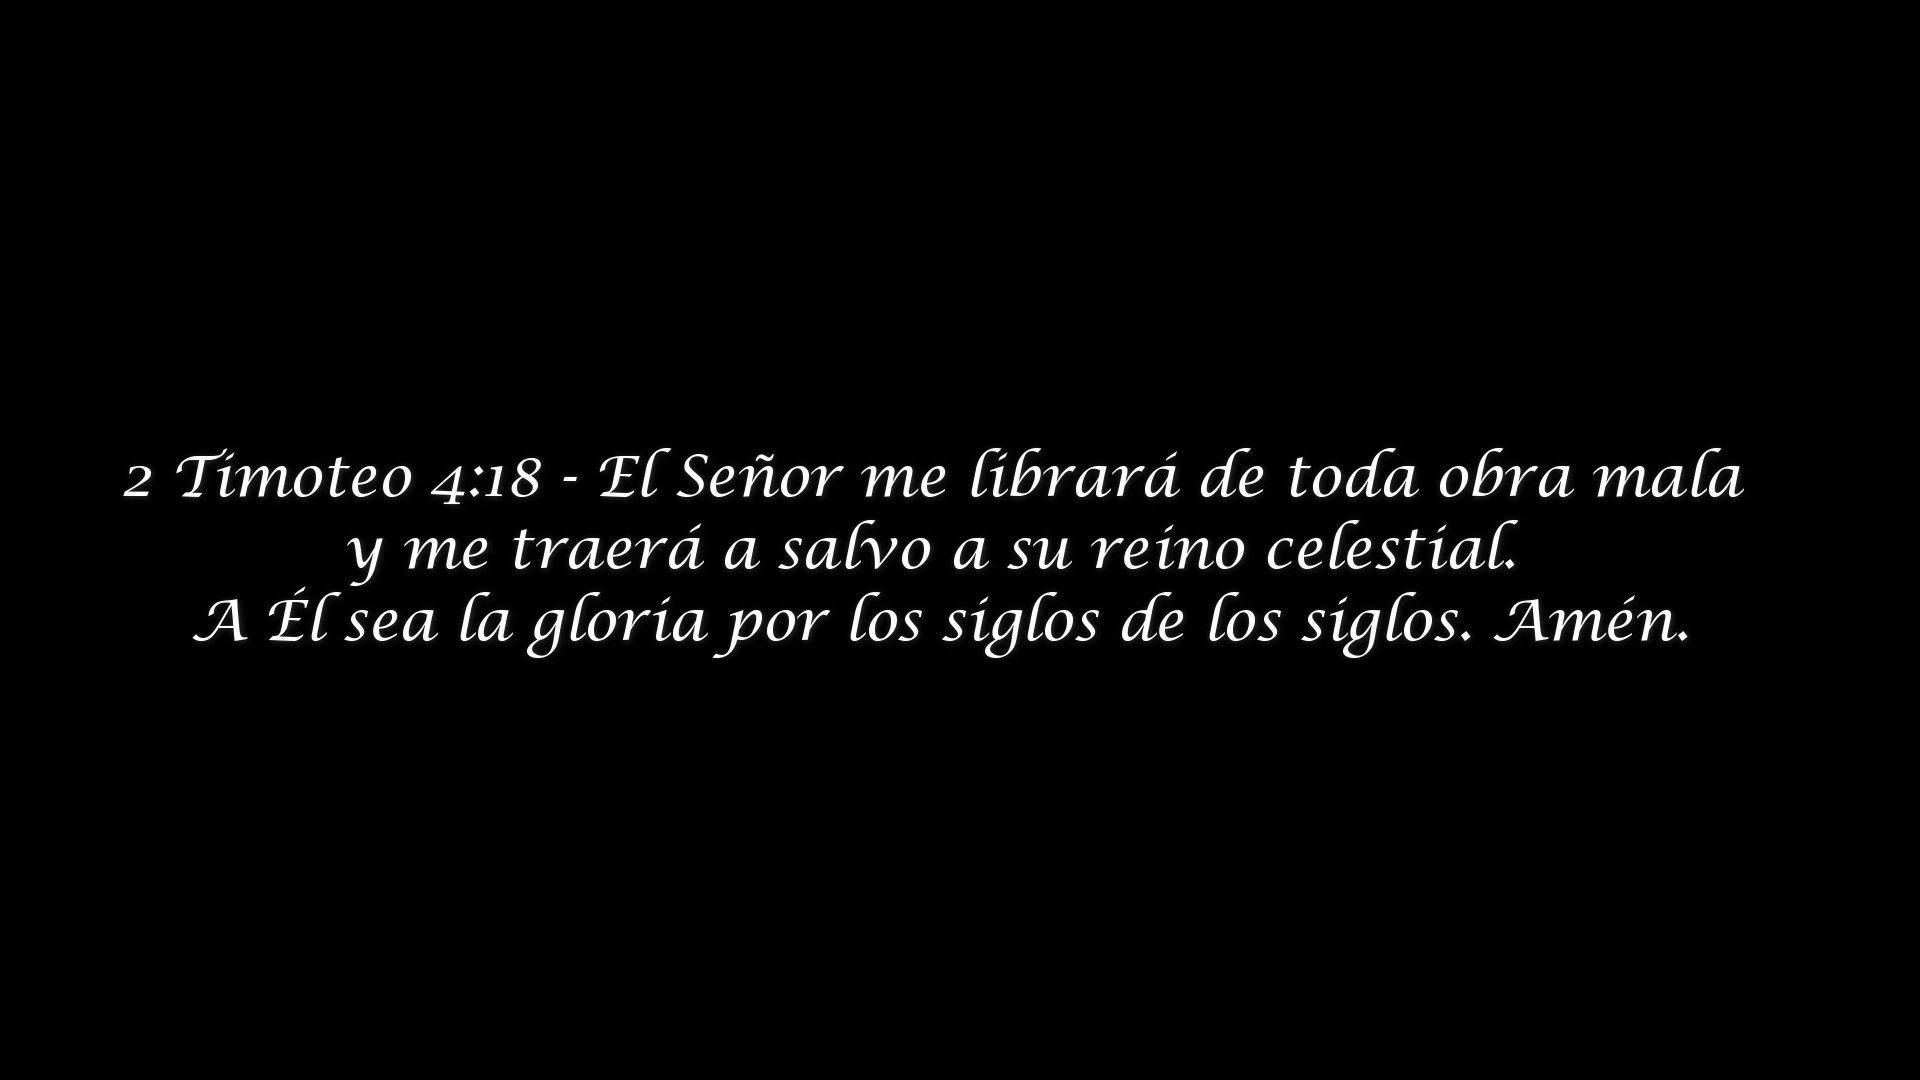 2 Timoteo 4:18 - El Señor me librará de toda obra mala
y me traerá a salvo a su reino celestial.
A Él sea la gloria por los siglos de los siglos. Amén.